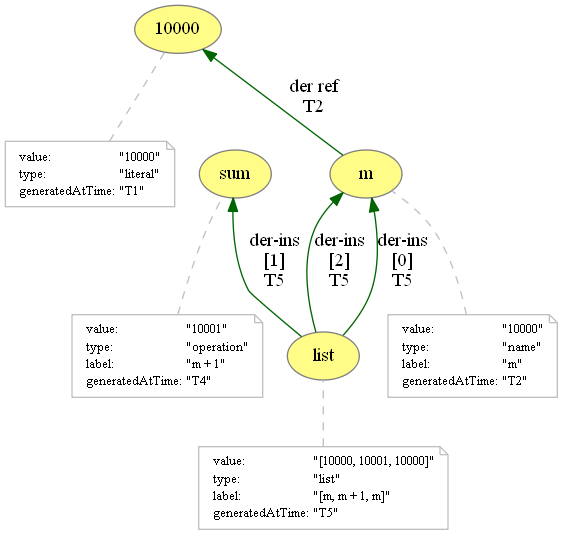 10000
der ref
T2
value: "10000"
type: "literal"
generatedAtTime: "T1"
sum
m
der-ins
[1]
T5
der-ins
[2]
T5
der-ins
[0]
T5
value: "10001"
type: "operation"
label: "m + 1"
generatedAtTime: "T4"
list
value: "10000"
type: "name"
label: "m"
generatedAtTime: "T2"
value: "[10000, 10001, 10000]"
type: "list"
label: "[m, m + 1, m]"
generatedAtTime: "T5"